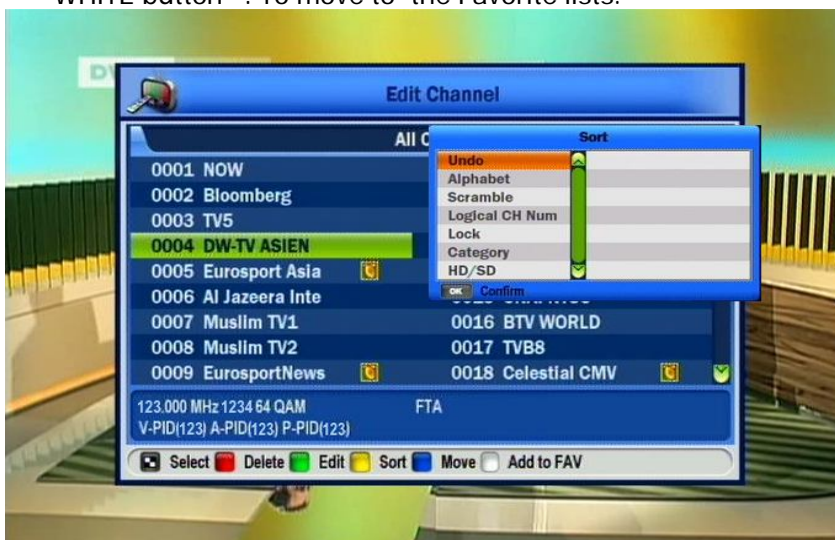 WHITE button : To move to the Favorite lists.
DW
Edit Channel
All C
Sort
Undo
Alphabet
Scramble
Logical CH Num
Lock
Category
HD/SD
OK Confirm
0001 NOW
0002 Bloomberg
0003 TV5
0004 DW-TV ASIEN
0005 Eurosport Asia
0006 Al Jazeera Inte
0007 Muslim TV1
0008 Muslim TV2
0009 EurosportNews
0016 BTV WORLD
0017 TVB8
0018 Celestial CMV
123.000 MHz 1234 64 QAM FTA
V-PID(123) A-PID(123) P-PID(123)
Select Delete Edit Sort Move Add to FAV